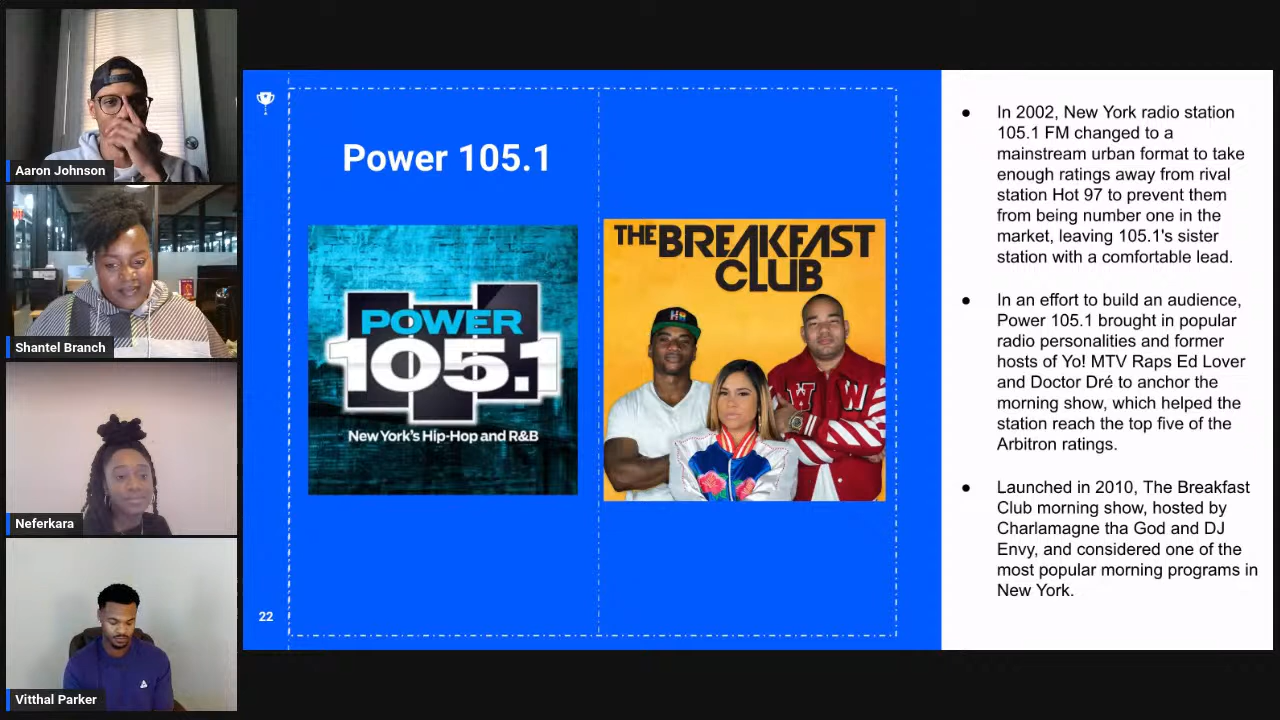 Aaron Johnson
Shantel Branch
Neferkara
Vitthal Parker
Power 105.1
POWER
105.1
New York's Hip-Hop and R&B
THE BREAKFAST
CLUB
W W
22
● In 2002, New York radio station
105.1 FM changed to a
mainstream urban format to take
enough ratings away from rival
station Hot 97 to prevent them
from being number one in the
market, leaving 105.1's sister
station with a comfortable lead.
● In an effort to build an audience,
Power 105.1 brought in popular
radio personalities and former
hosts of Yo! MTV Raps Ed Lover
and Doctor Dré to anchor the
morning show, which helped the
station reach the top five of the
Arbitron ratings.
● Launched in 2010, The Breakfast
Club morning show, hosted by
Charlamagne tha God and DJ
Envy, and considered one of the
most popular morning programs in
New York.